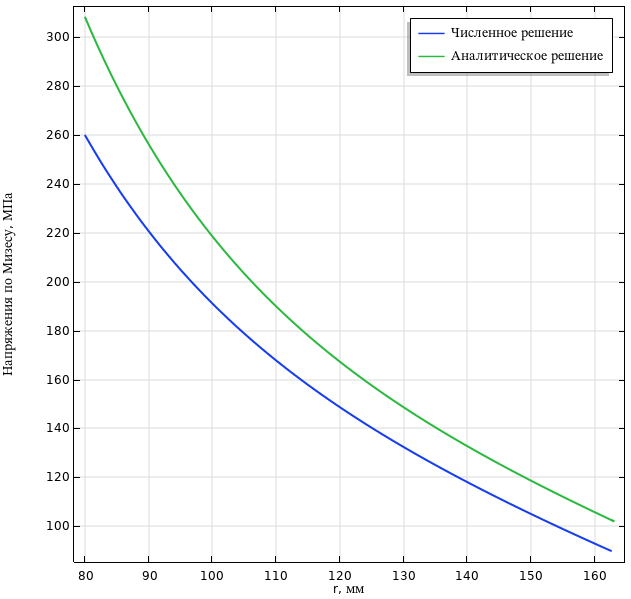 Численное решение
Аналитическое решение
300
280
260
240
220
200
180
160
140
120
100
Напряжения по Мизесу, МПа
80 90 100 110 120 130 140 150 160
r, мм